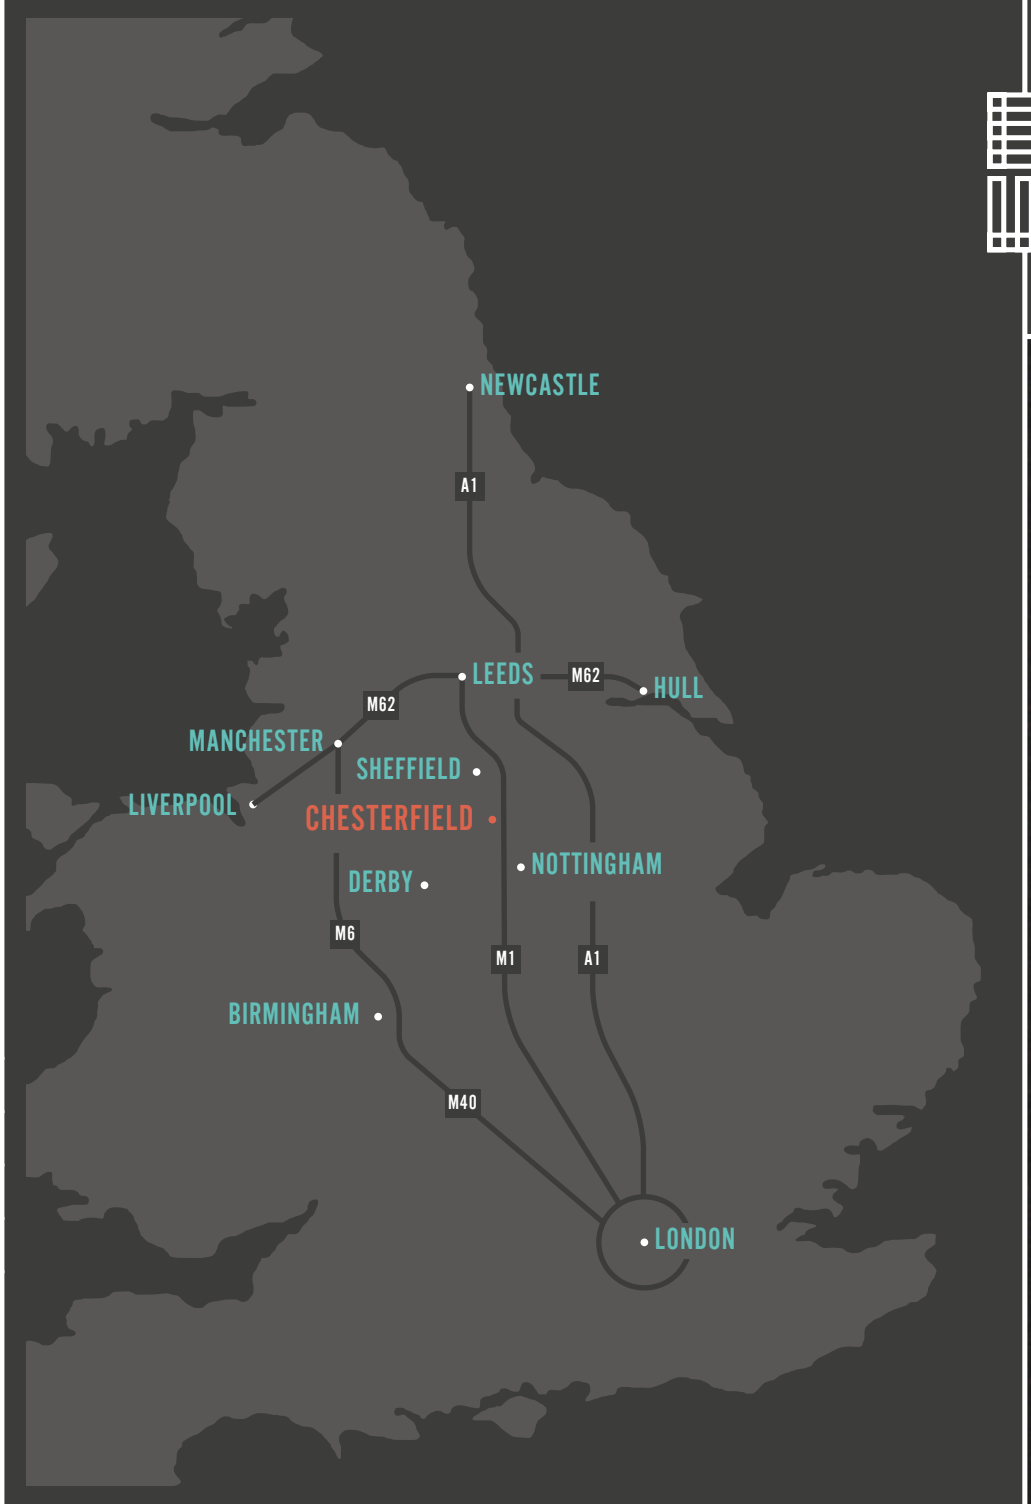 NEWCASTLE
A1
LEEDS
M62
HULL
M62
MANCHESTER
SHEFFIELD
LIVERPOOL
CHESTERFIELD
NOTTINGHAM
DERBY
M6
M1
A1
BIRMINGHAM
M40
LONDON